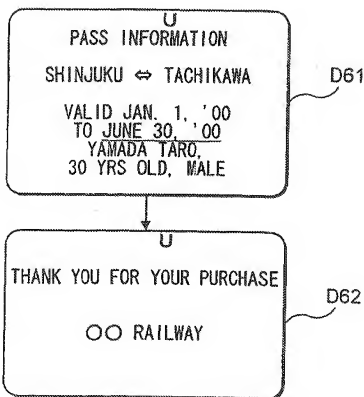 PASS INFORMATION
SHINJUKU ⇔ TACHIKAWA
VALID JAN. 1, '00
TO JUNE 30, '00
YAMADA TARO,
30 YRS OLD, MALE
D61
THANK YOU FOR YOUR PURCHASE
○○ RAILWAY
D62